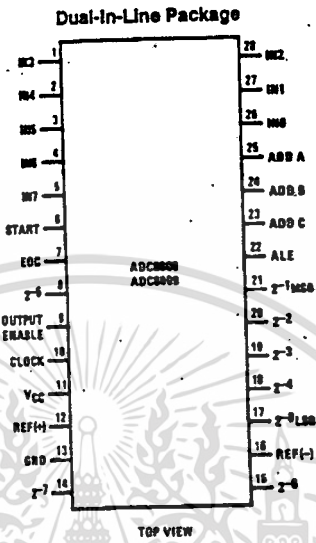 Dual-In-Line Package
IN3 1
IN4 2
IN5 3
IN6 4
IN7 5
START 6
EOC 7
2⁻⁵ 8
OUTPUT ENABLE 9
CLOCK 10
VCC 11
REF(+) 12
GND 13
2⁻⁷ 14
ADC0808
ADC0809
28 IN2
27 IN1
26 IN0
25 ADD A
24 ADD B
23 ADD C
22 ALE
21 2⁻¹MSB
20 2⁻²
19 2⁻³
18 2⁻⁴
17 2⁻⁸LSB
16 REF(−)
15 2⁻⁶
TOP VIEW